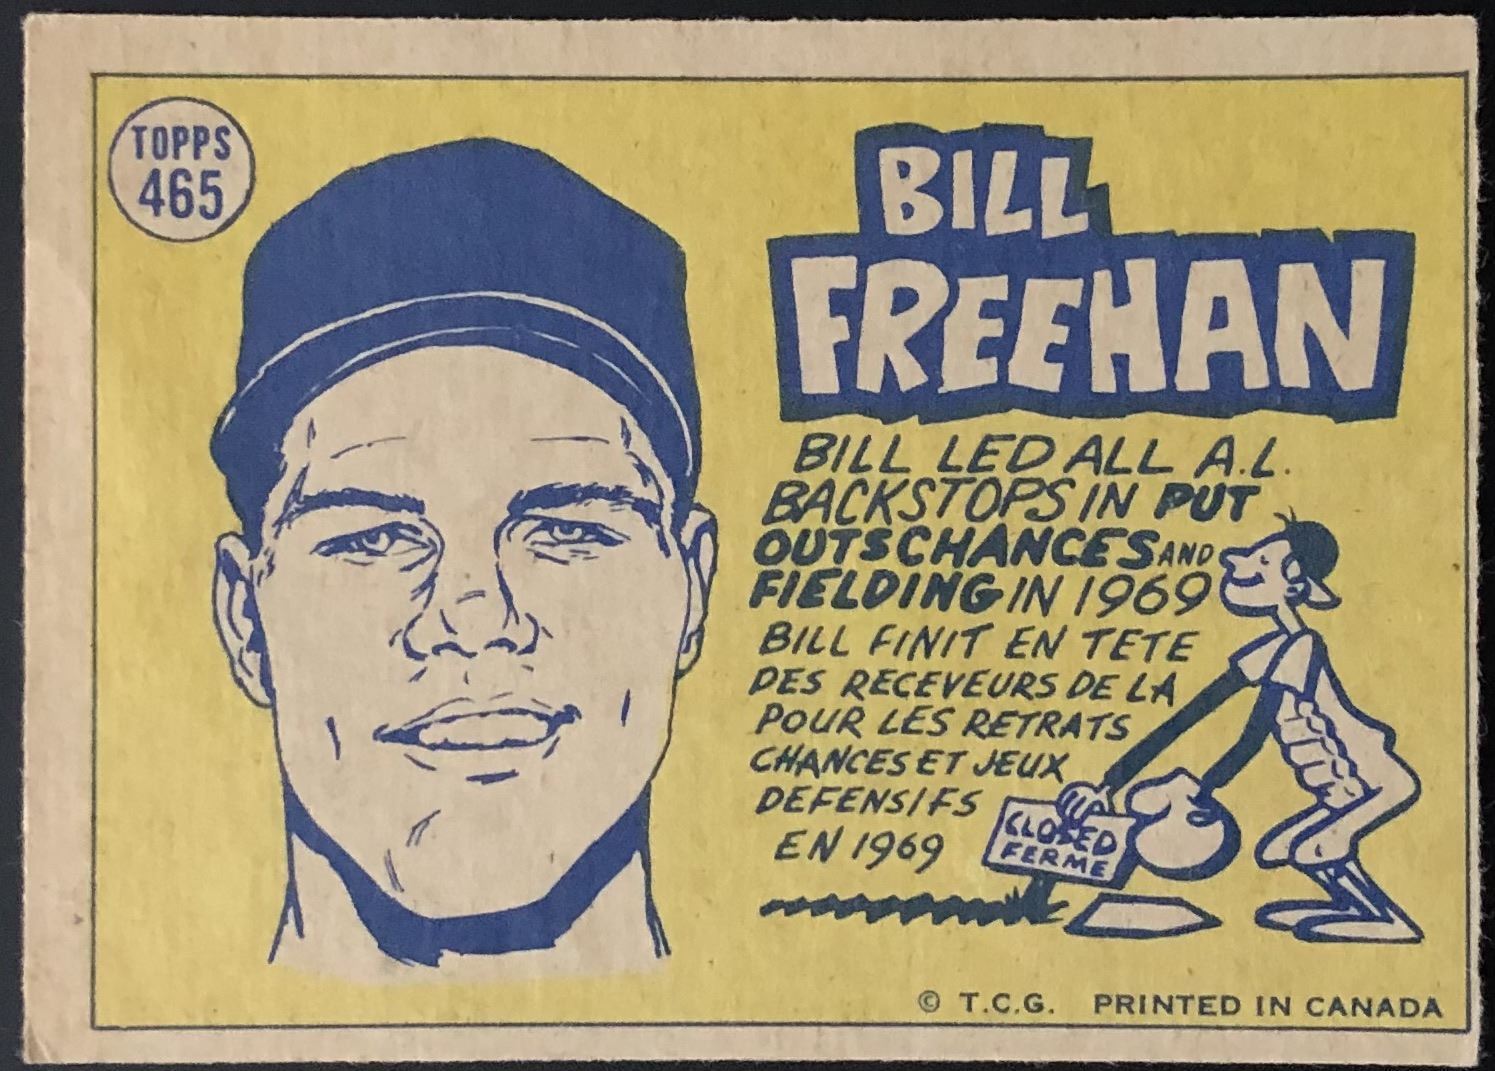 TOPPS
465
BILL
FREEHAN
BILL LED ALL A.L.
BACKSTOPS IN PUT
OUTS CHANCES AND
FIELDING IN 1969
BILL FINIT EN TETE
DES RECEVEURS DE LA
POUR LES RETRATS
CHANCES ET JEUX
DEFENSIFS
EN 1969
CLOSED
FERME
© T.C.G. PRINTED IN CANADA